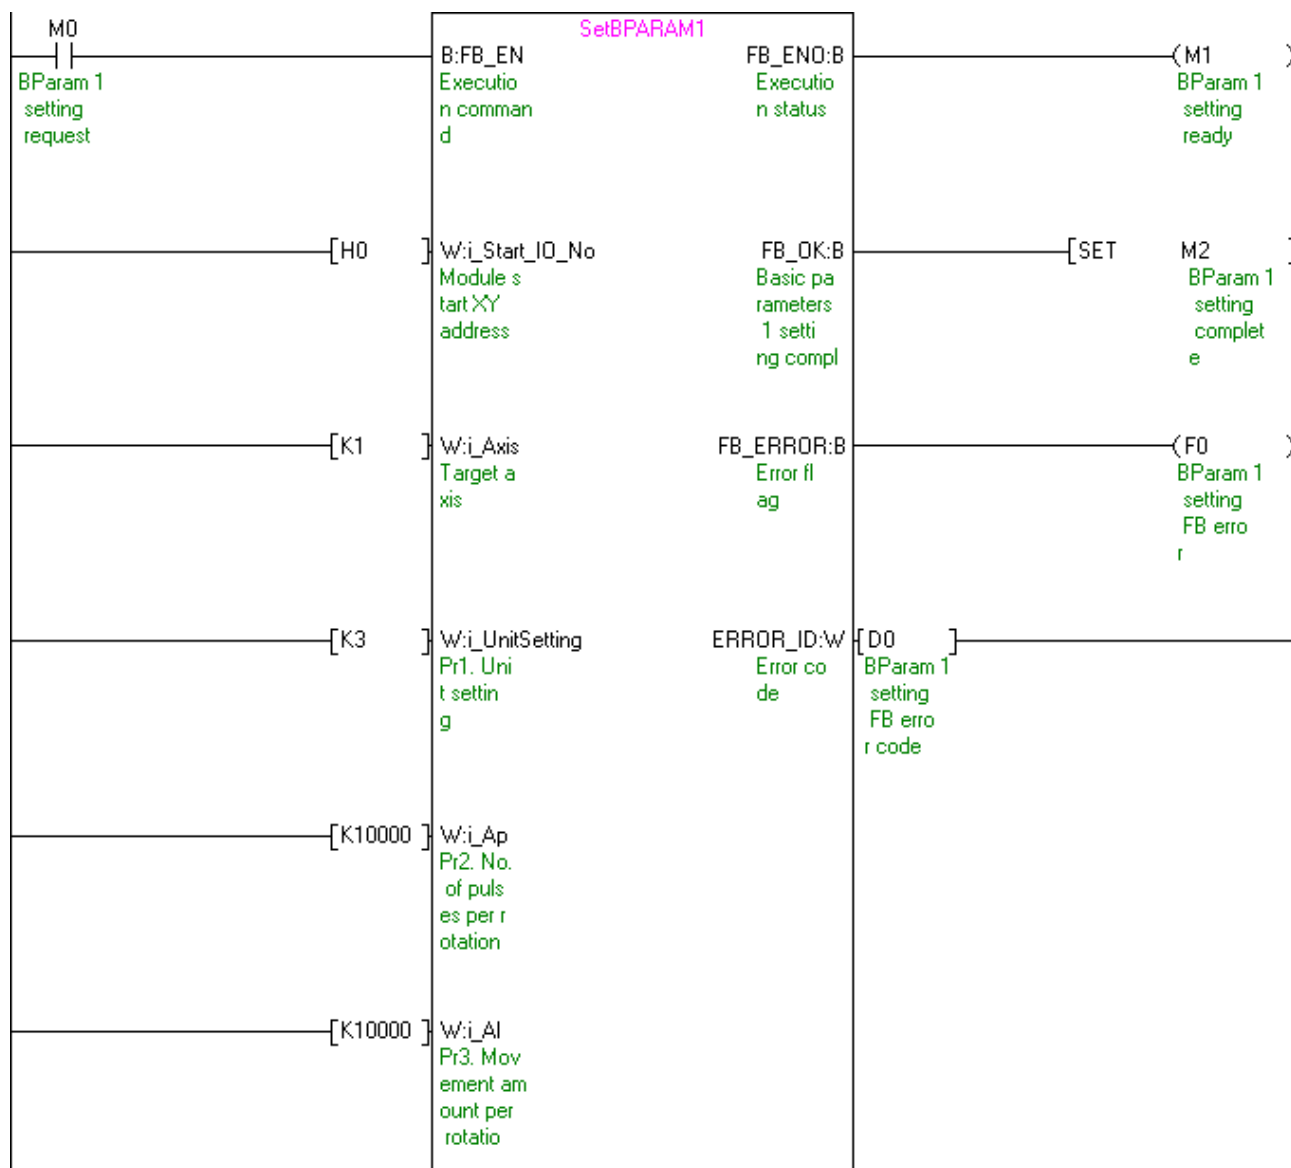 M0
SetBPARAM1
B:FB_EN
FB_ENO:B
M1
BParam 1
setting
request
Executio
n comman
d
Executio
n status
BParam 1
setting
ready
H0
W:i_Start_IO_No
FB_OK:B
SET M2
Module s
tart XY
address
Basic pa
rameters
1 setti
ng compl
BParam 1
setting
complet
e
K1
W:i_Axis
FB_ERROR:B
F0
Target a
xis
Error fl
ag
BParam 1
setting
FB erro
r
K3
W:i_UnitSetting
ERROR_ID:W
D0
Pr1. Uni
t settin
g
Error co
de
BParam 1
setting
FB erro
r code
K10000
W:i_Ap
Pr2. No.
of puls
es per r
otation
K10000
W:i_Al
Pr3. Mov
ement am
ount per
rotatio